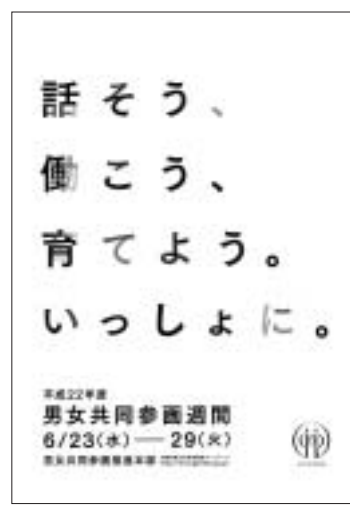 話そう、
働こう、
育てよう。
いっしょに。
平成22年度
男女共同参画週間
6/23(水)—29(火)
男女共同参画推進本部